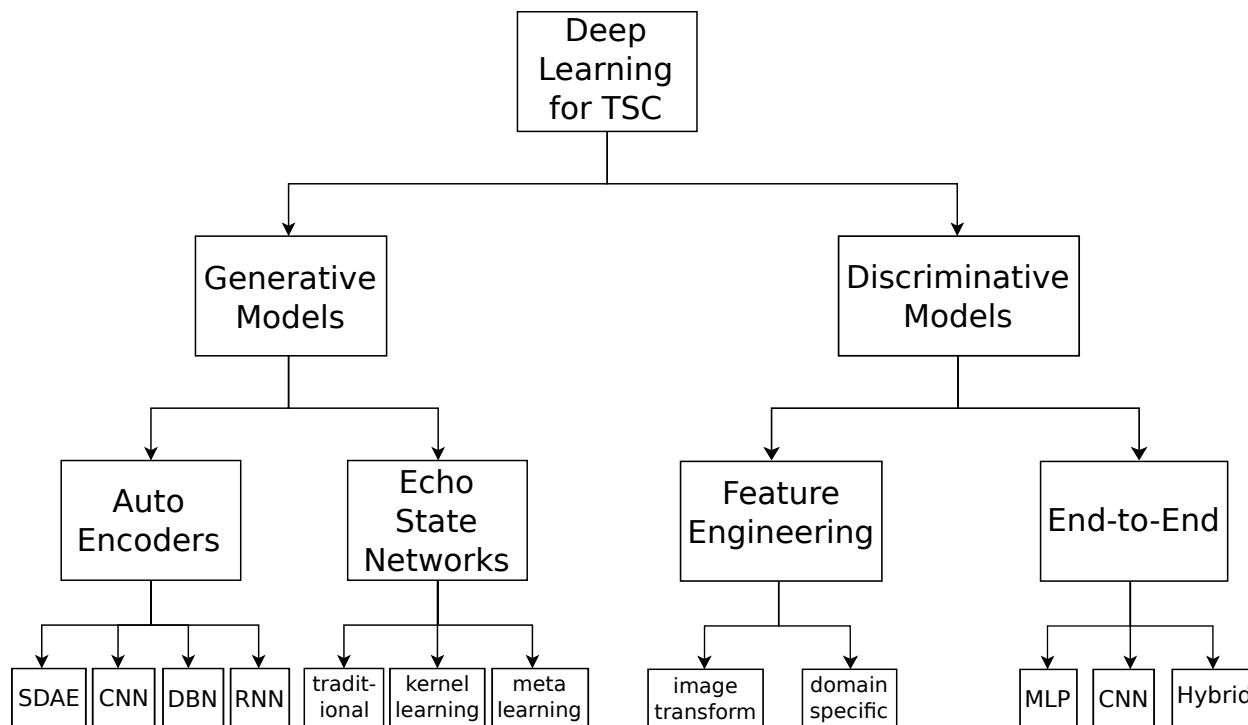 Deep
Learning
for TSC
Generative
Models
Discriminative
Models
Auto
Encoders
Echo
State
Networks
Feature
Engineering
End-to-End
SDAE
CNN
DBN
RNN
tradit-
ional
kernel
learning
meta
learning
image
transform
domain
specific
MLP
CNN
Hybrid